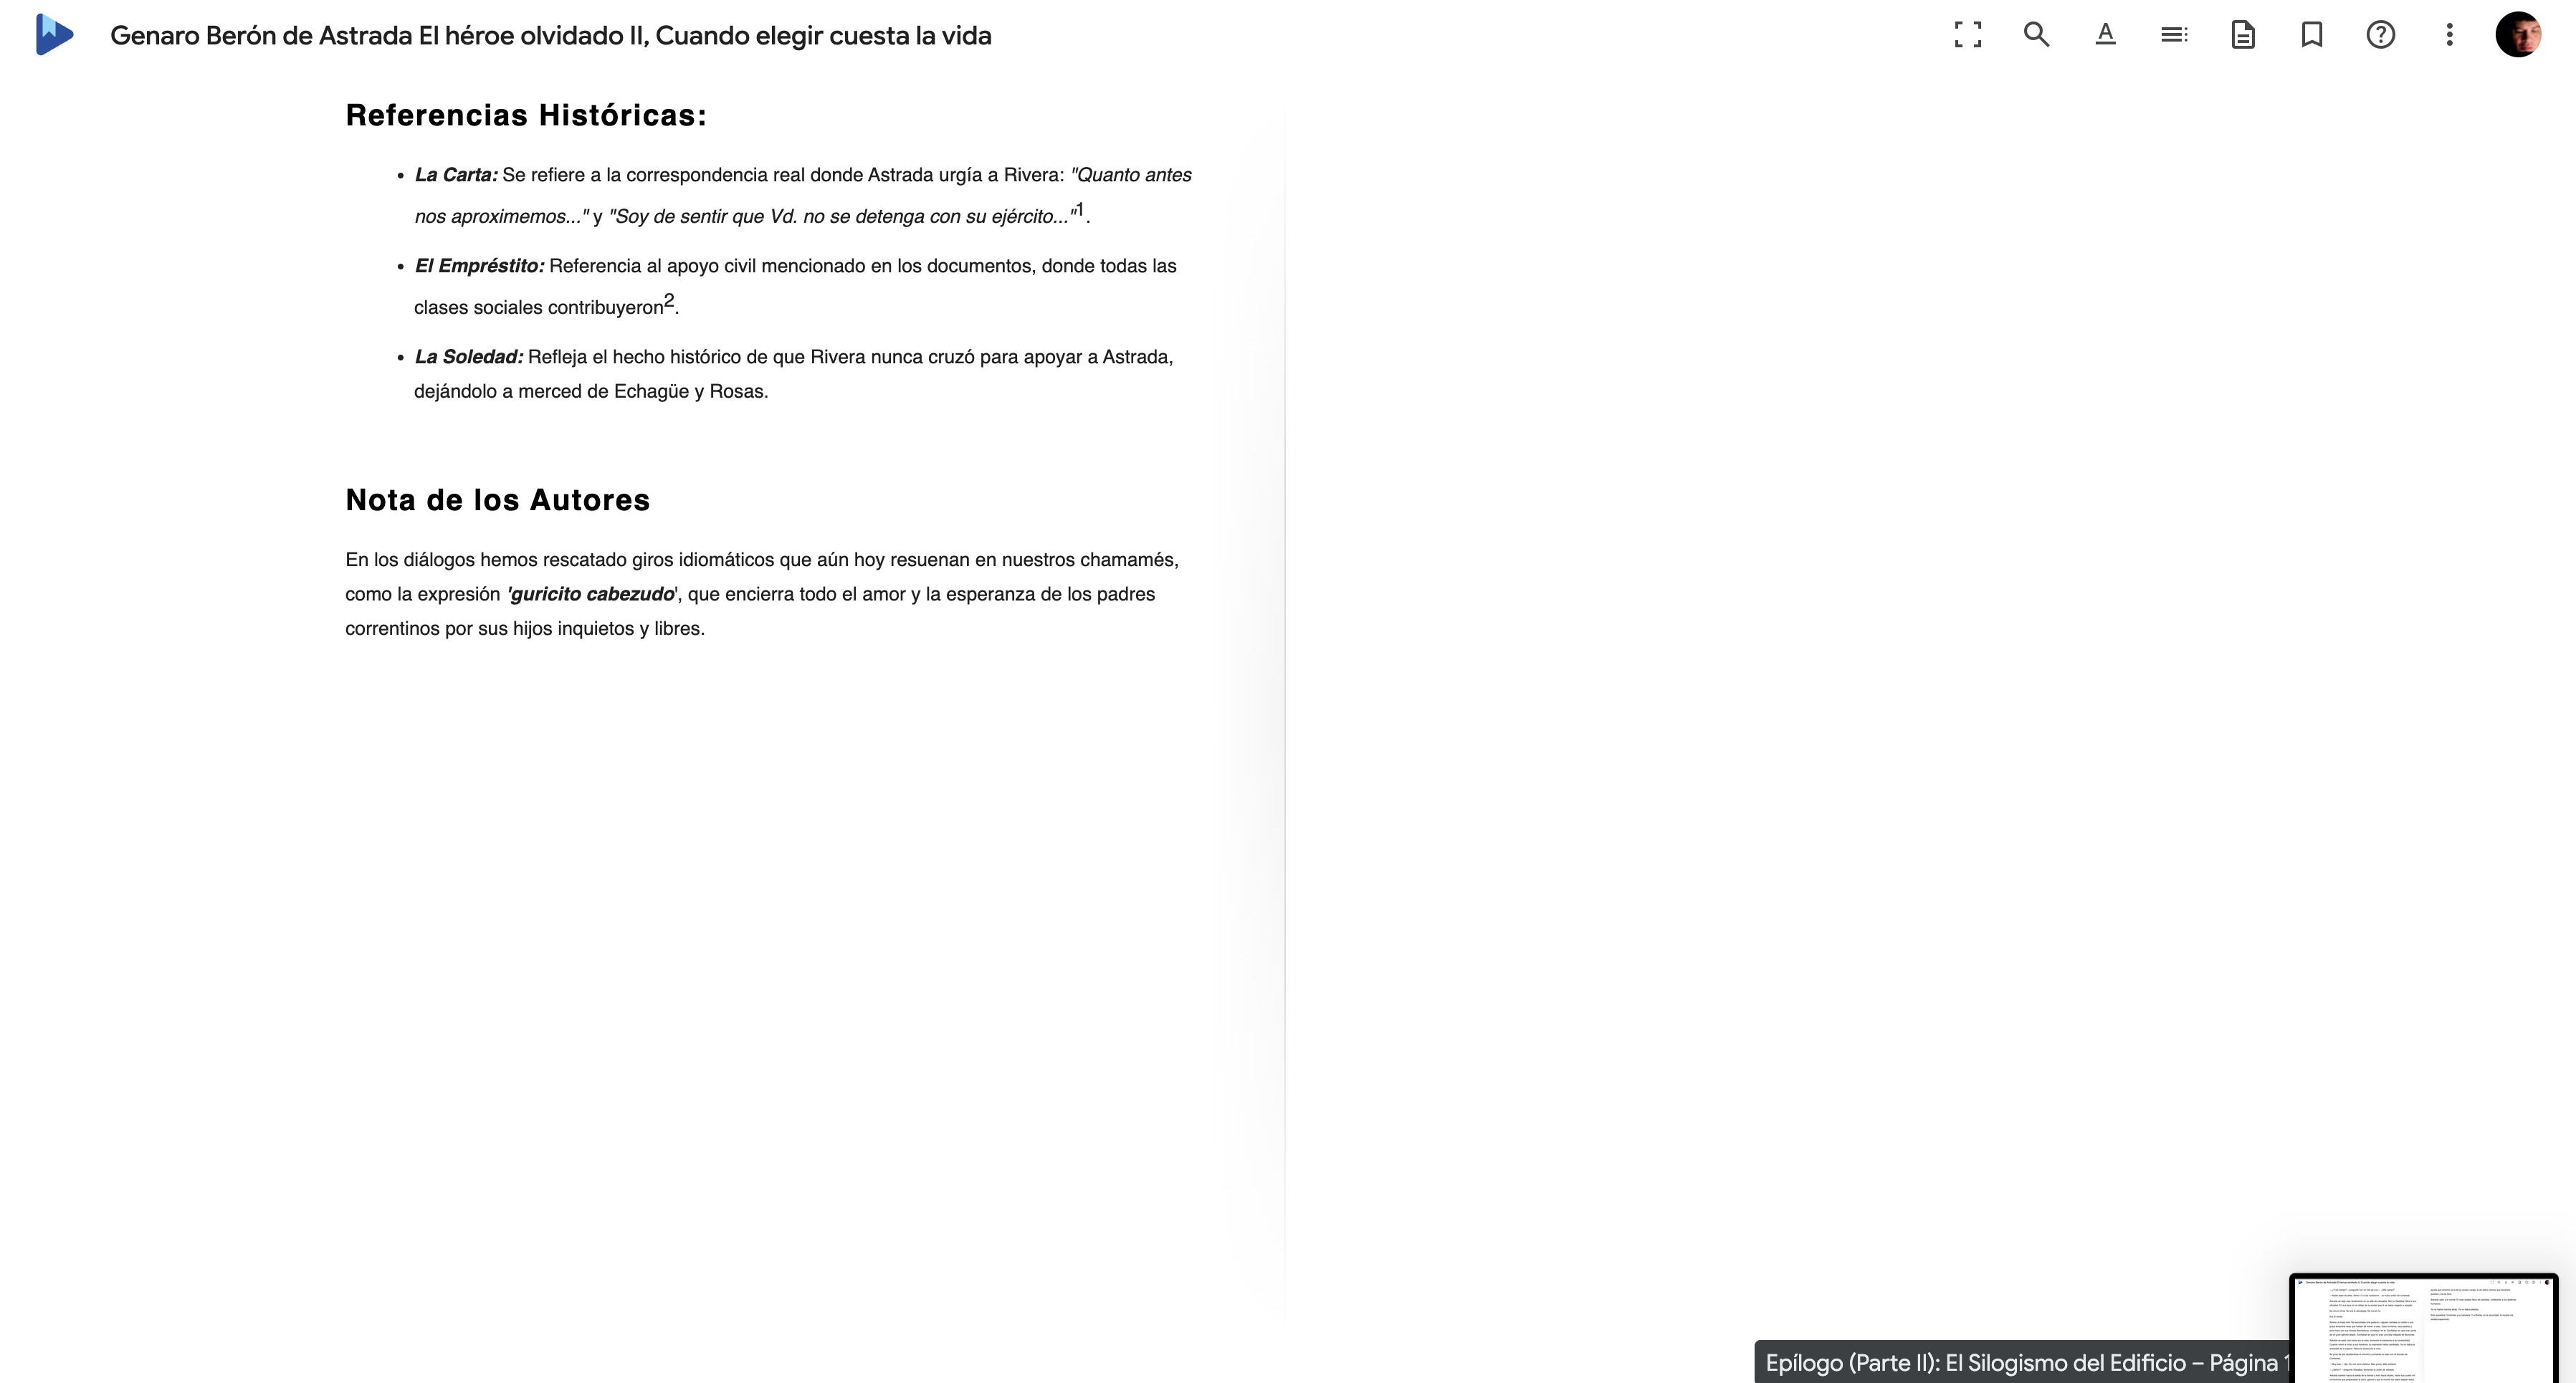 Genaro Berón de Astrada El héroe olvidado II, Cuando elegir cuesta la vida
Referencias Históricas:
• La Carta: Se refiere a la correspondencia real donde Astrada urgía a Rivera: "Quanto antes
nos aproximemos..." y "Soy de sentir que Vd. no se detenga con su ejército..."1.
• El Empréstito: Referencia al apoyo civil mencionado en los documentos, donde todas las
clases sociales contribuyeron2.
• La Soledad: Refleja el hecho histórico de que Rivera nunca cruzó para apoyar a Astrada,
dejándolo a merced de Echagüe y Rosas.
Nota de los Autores
En los diálogos hemos rescatado giros idiomáticos que aún hoy resuenan en nuestros chamamés,
como la expresión 'guricito cabezudo', que encierra todo el amor y la esperanza de los padres
correntinos por sus hijos inquietos y libres.
Epílogo (Parte II): El Silogismo del Edificio – Página 1